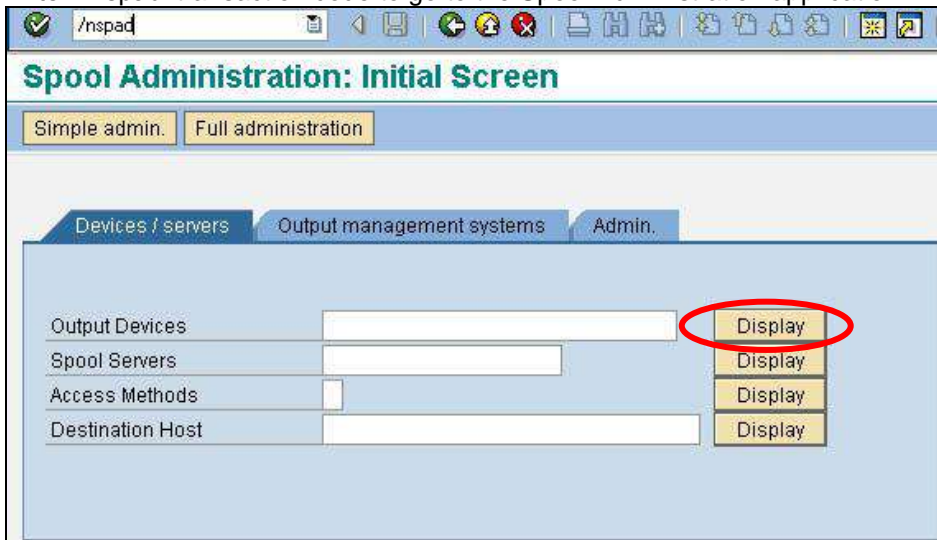 /nspad
Spool Administration: Initial Screen
Simple admin. Full administration
Devices / servers Output management systems Admin.
Output Devices Display
Spool Servers Display
Access Methods Display
Destination Host Display